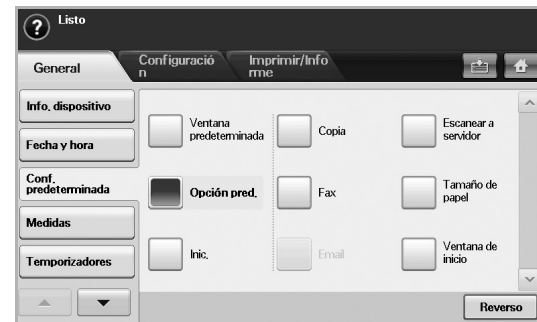 ? Listo
General
Configuració
n
Imprimir/Info
rme
Info. dispositivo
Fecha y hora
Conf.
predeterminada
Medidas
Temporizadores
Ventana
predeterminada
Copia
Escanear a
servidor
Opción pred.
Fax
Tamaño de
papel
Inic.
Email
Ventana de
inicio
Reverso